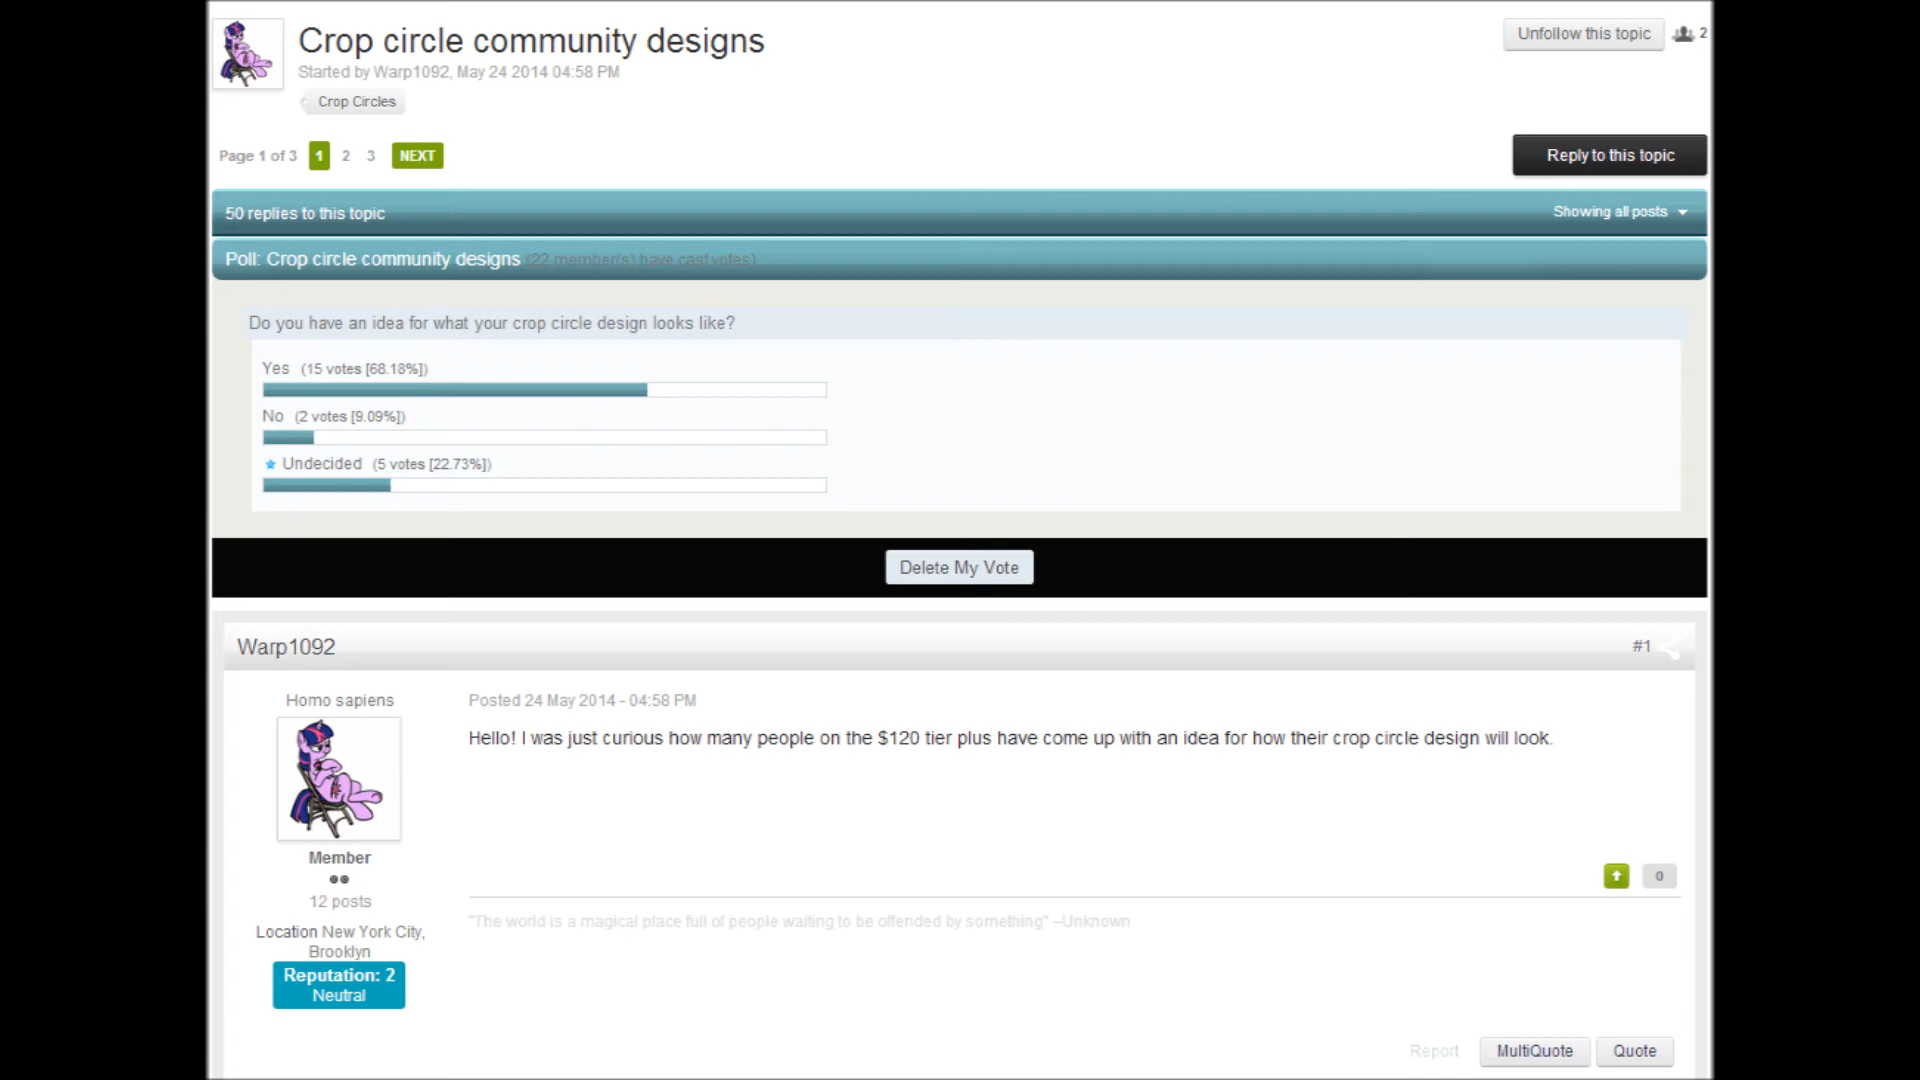 Crop circle community designs
Unfollow this topic 2
Started by Warp1092, May 24 2014 04:58 PM
Crop Circles
Page 1 of 3 1 2 3 NEXT
Reply to this topic
50 replies to this topic
Showing all posts
Poll: Crop circle community designs (22 member(s) have cast votes)
Do you have an idea for what your crop circle design looks like?
Yes (15 votes [68.18%])
No (2 votes [9.09%])
Undecided (5 votes [22.73%])
Delete My Vote
Warp1092
#1
Homo sapiens
Posted 24 May 2014 - 04:58 PM
Hello! I was just curious how many people on the $120 tier plus have come up with an idea for how their crop circle design will look.
Member
12 posts
0
"The world is a magical place full of people waiting to be offended by something" --Unknown
Location New York City,
Brooklyn
Reputation: 2
Neutral
Report MultiQuote Quote